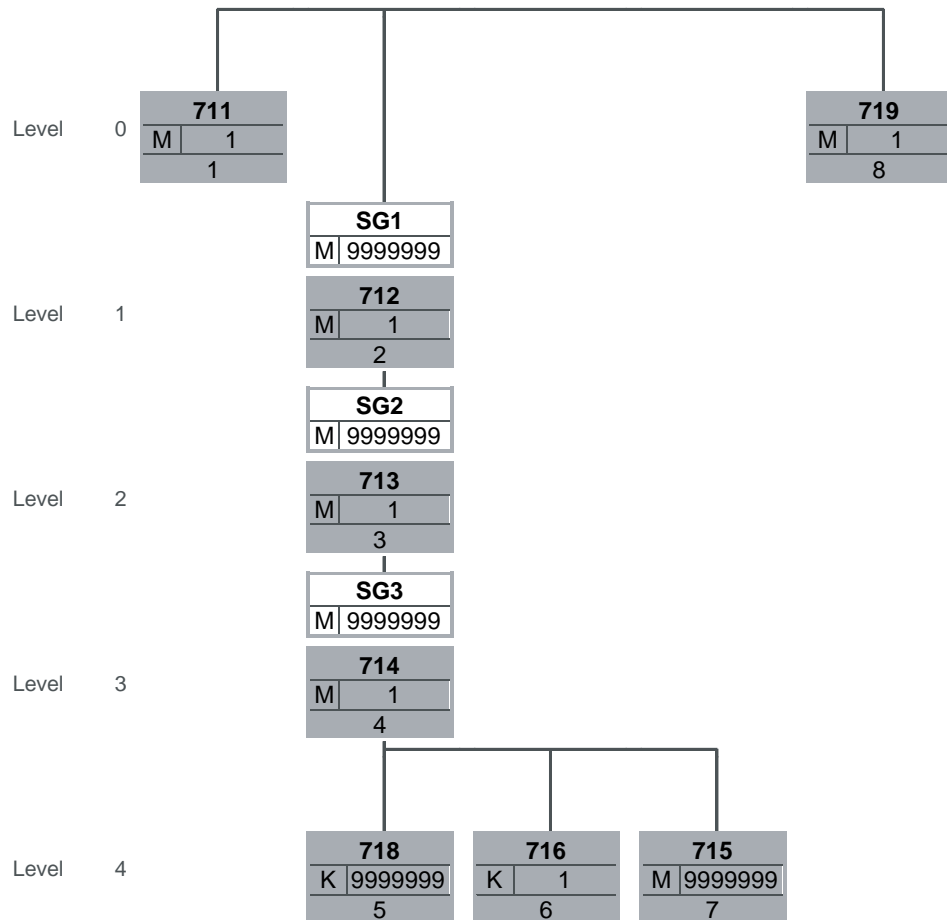 711 719
Level 0 M 1 M 1
1 8
SG1
M 9999999
712
Level 1 M 1
2
SG2
M 9999999
713
Level 2 M 1
3
SG3
M 9999999
714
Level 3 M 1
4
718 716 715
Level 4 K 9999999 K 1 M 9999999
5 6 7